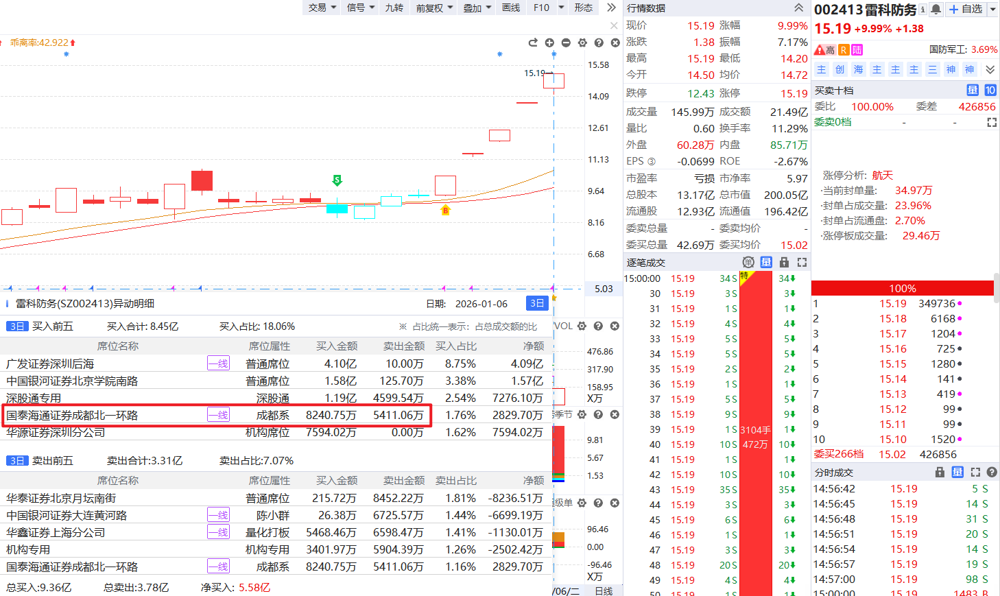 交易 信号 九转 前复权 叠加 画线 F10 形态
乖离率:42.922
15.19
15.58
14.09
12.61
11.13
9.64
8.16
6.68
5.03
S
B
雷科防务(SZ002413)异动明细 日期: 2026-01-06 3日
3日 买入前五 买入合计: 8.45亿 买入占比: 18.06% ※ 占比统一表示：占总成交额的比
席位名称 席位属性 买入金额 卖出金额 买入占比 净额
广发证券深圳后海 一线 普通席位 4.10亿 10.00万 8.75% 4.09亿
中国银河证券北京学院南路 普通席位 1.58亿 125.70万 3.38% 1.57亿
深股通专用 深股通 1.19亿 4599.54万 2.54% 7276.10万
国泰海通证券成都北一环路 一线 成都系 8240.75万 5411.06万 1.76% 2829.70万
华源证券深圳分公司 机构席位 7594.02万 0.00万 1.62% 7594.02万
3日 卖出前五 卖出合计:3.31亿 卖出占比:7.07%
席位名称 席位属性 买入金额 卖出金额 卖出占比 净额
华泰证券北京月坛南街 普通席位 215.72万 8452.22万 1.81% -8236.51万
中国银河证券大连黄河路 一线 陈小群 26.38万 6725.57万 1.44% -6699.19万
华鑫证券上海分公司 一线 量化打板 5468.46万 6598.47万 1.41% -1130.01万
机构专用 机构专用 3401.97万 5904.39万 1.26% -2502.42万
国泰海通证券成都北一环路 一线 成都系 8240.75万 5411.06万 1.16% 2829.70万
总买入:9.36亿 总卖出:3.78亿 净买入: 5.58亿
VOL
476.86
317.90
158.95
X万
季节
9.81
5.67
1.53
级单
96.46
0.00
-96.46
X万
/06/二 日线
行情数据
现价 15.19 涨幅 9.99%
涨跌 1.38 振幅 7.17%
最高 15.19 最低 14.20
今开 14.50 均价 14.72
跌停 12.43 涨停 15.19
成交量 145.99万 成交额 21.49亿
量比 0.60 换手率 11.29%
外盘 60.28万 内盘 85.71万
EPS ③ -0.0699 ROE -2.67%
市盈率 亏损 市净率 5.97
总股本 13.17亿 总市值 200.05亿
流通股 12.93亿 流通值 196.42亿
委卖总量 - 委卖均价 -
委买总量 42.69万 委买均价 15.02
逐笔成交 单 量
特
3104手
472万
15:00:00 15.19 34 S 34
30 15.19 3 S 3
31 15.19 1 S 1
32 15.19 4 S 4
33 15.19 5 S 5
34 15.19 5 S 5
35 15.19 2 S 2
36 15.19 1 S 1
37 15.19 5 S 5
38 15.19 9 S 9
39 15.19 1 S 1
40 15.19 10 S 10
41 15.19 1 S 1
42 15.19 10 S 10
43 15.19 35 S 35
44 15.19 3 S 3
45 15.19 6 S 6
46 15.19 1 S 1
47 15.19 3 S 3
48 15.19 20 S 20
49 15.19 4 S 4
50 15.19 1 S 1
002413 雷科防务 自选
15.19 +9.99% +1.38
高 R 陆 国防军工: 3.69%
主 创 海 主 主 主 三 神 神
买卖十档 量 10
委比 100.00% 委差 426856
委卖0档 - -
涨停分析: 航天
·当前封单量: 34.97万
·封单占成交量: 23.96%
·封单占流通盘: 2.70%
·涨停板成交量: 29.46万
100%
1 15.19 349736
2 15.18 6168
3 15.17 1204
4 15.16 725
5 15.15 1280
6 15.14 141
7 15.13 419
8 15.12 99
9 15.11 99
10 15.10 1520
委买266档 15.02 426856
分时成交 量
14:56:42 15.19 5 S
14:56:45 15.19 14 S
14:56:48 15.19 31 S
14:56:51 15.19 20 S
14:56:54 15.19 14 S
14:56:57 15.19 19 S
14:57:00 15.19 98 S
15:00:00 15.19 1483 B